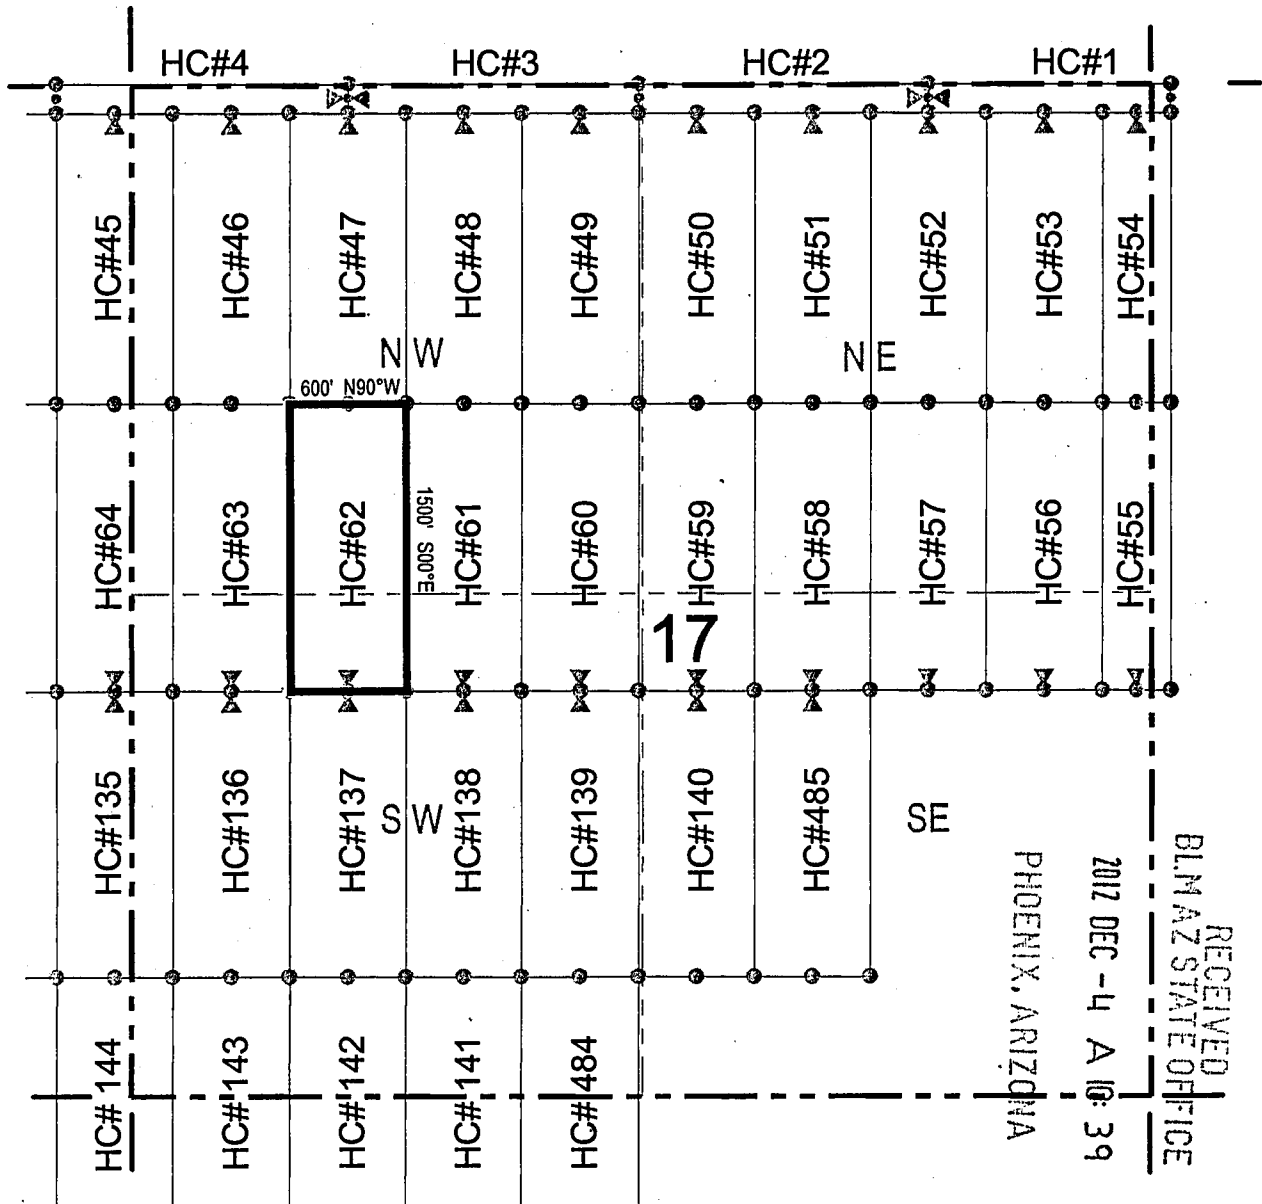 HC#4 HC#3 HC#2 HC#1
HC#45 HC#46 HC#47 HC#48 HC#49 HC#50 HC#51 HC#52 HC#53 HC#54
NW NE
600' N90°W
HC#64 HC#63 HC#62 HC#61 HC#60 HC#59 HC#58 HC#57 HC#56 HC#55
1500' S00°E
17
HC#135 HC#136 HC#137 HC#138 HC#139 HC#140 HC#485
SW SE
HC#144 HC#143 HC#142 HC#141 HC#484
RECEIVED
BLM AZ STATE OFFICE
2012 DEC -4 A 10:39
PHOENIX, ARIZONA